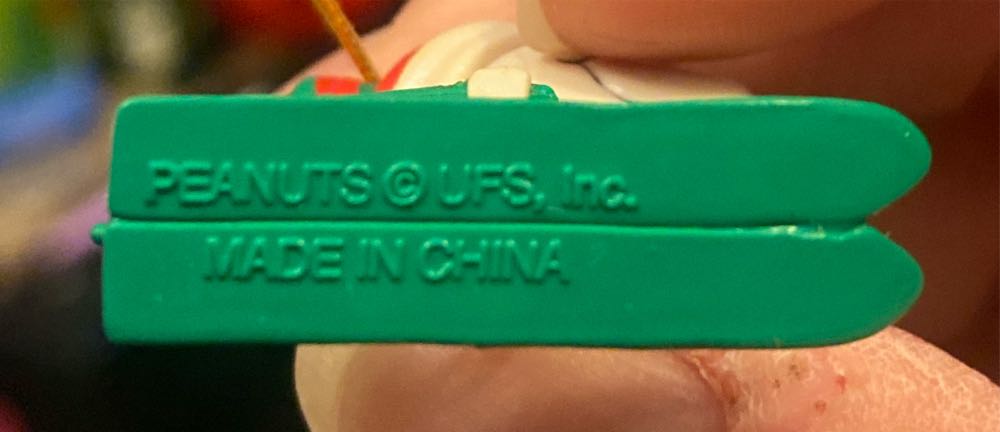 PEANUTS © UFS, Inc.
MADE IN CHINA